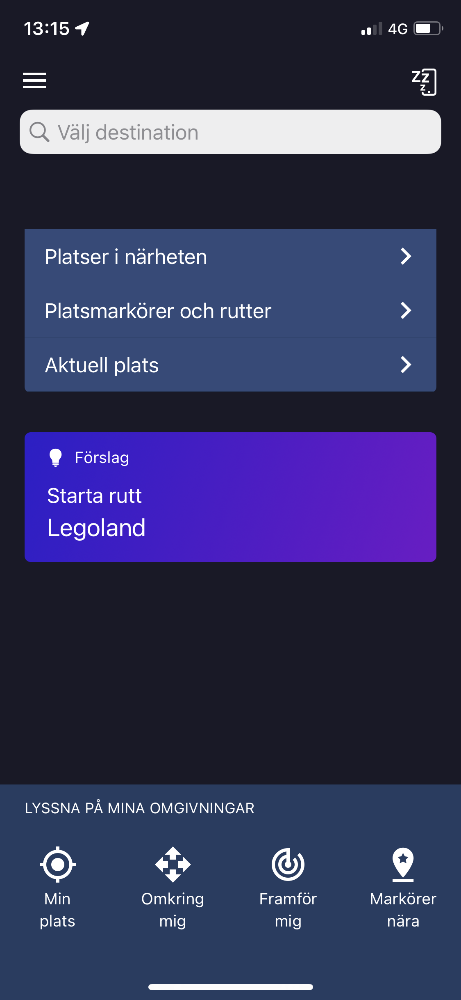 13:15
4G
Zzz
Välj destination
Platser i närheten
Platsmarkörer och rutter
Aktuell plats
Förslag
Starta rutt
Legoland
LYSSNA PÅ MINA OMGIVNINGAR
Min
plats
Omkring
mig
Framför
mig
Markörer
nära